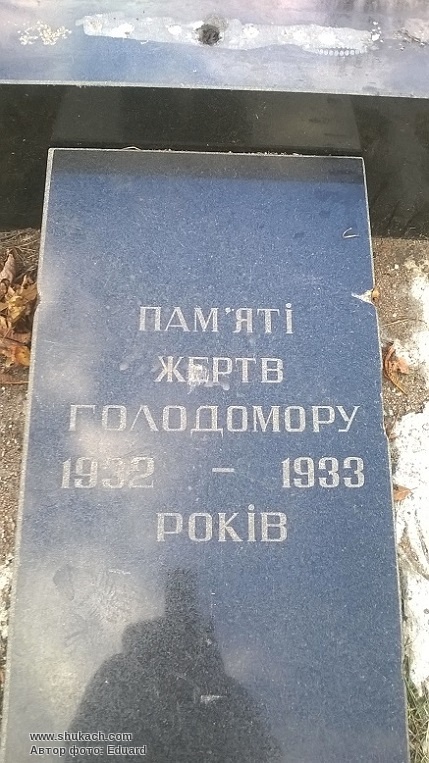 ПАМ'ЯТІ
ЖЕРТВ
ГОЛОДОМОРУ
1932 – 1933
РОКІВ
www.shukach.com
Автор фото: Eduard